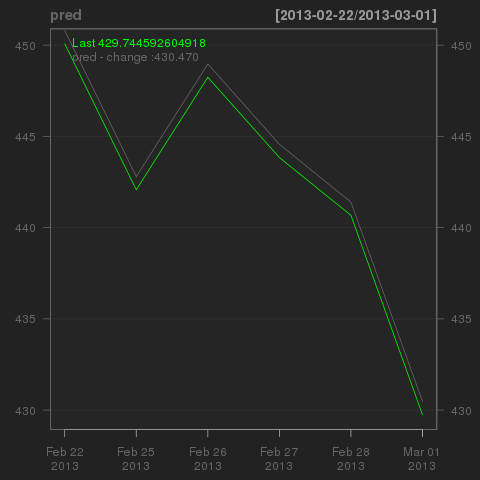 pred [2013-02-22/2013-03-01]
Last 429.744592604918
pred - change :430.470
450 450
445 445
440 440
435 435
430 430
Feb 22 Feb 25 Feb 26 Feb 27 Feb 28 Mar 01
2013 2013 2013 2013 2013 2013